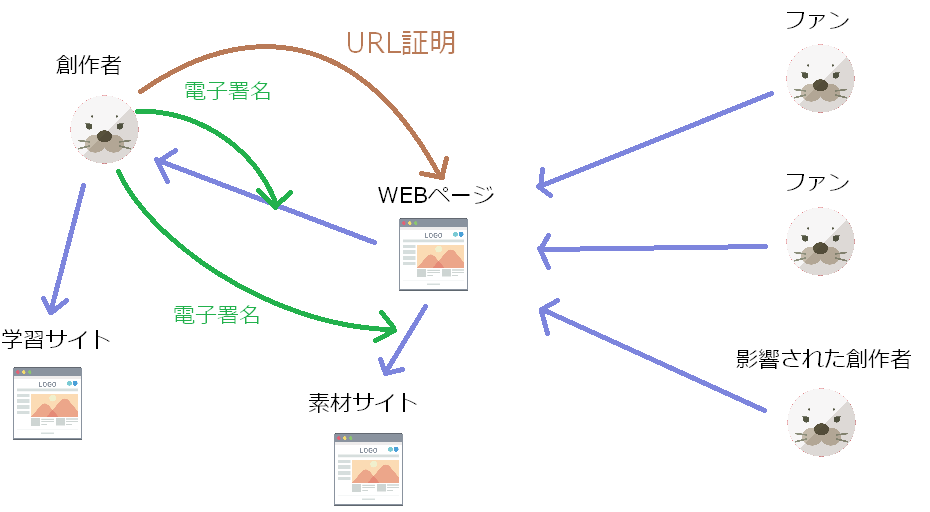 ファン
URL証明
創作者
電子署名
ファン
WEBページ
LOGO
電子署名
学習サイト
影響された創作者
LOGO
素材サイト
LOGO